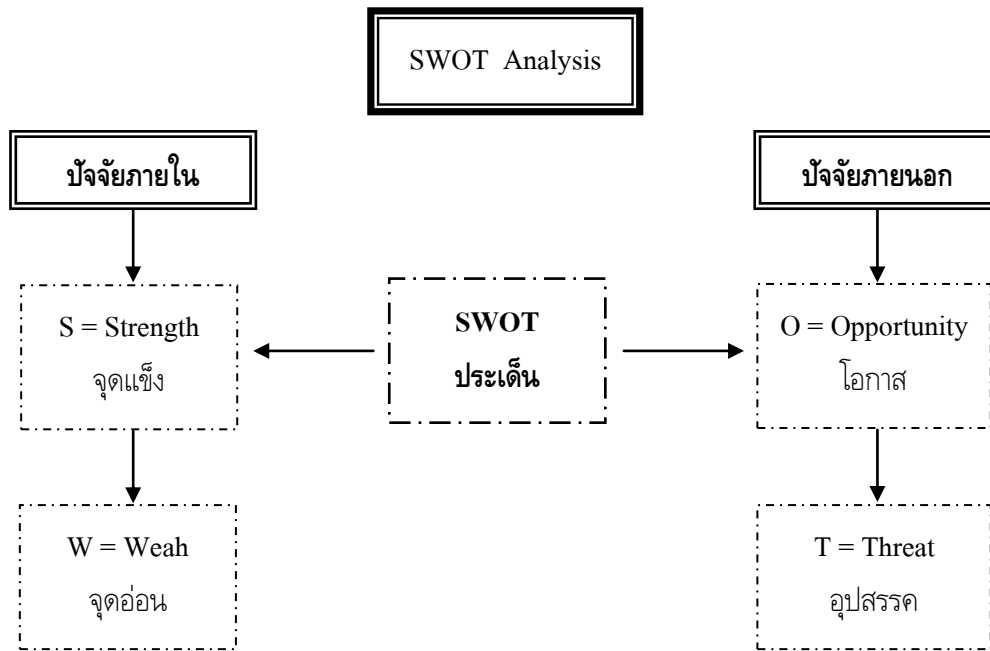 SWOT Analysis
ปัจจัยภายใน
ปัจจัยภายนอก
S = Strength
จุดแข็ง
SWOT
ประเด็น
O = Opportunity
โอกาส
W = Weah
จุดอ่อน
T = Threat
อุปสรรค